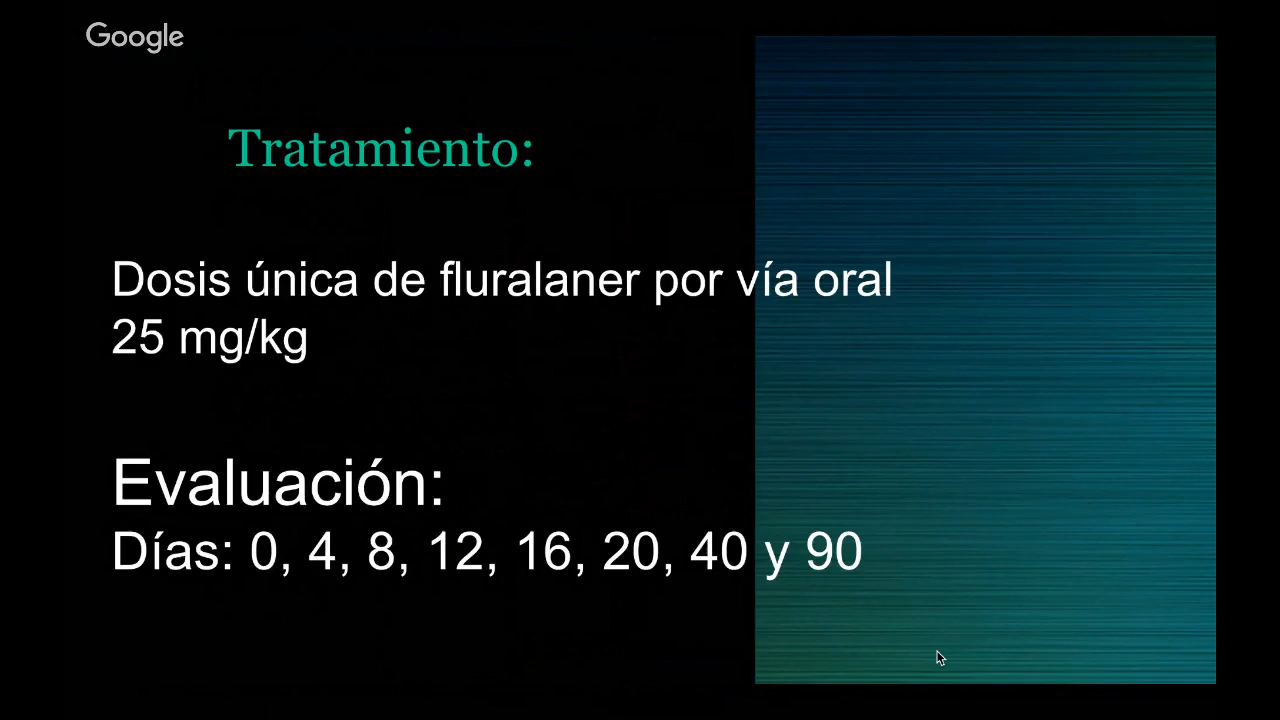 Google
Tratamiento:
Dosis única de fluralaner por vía oral
25 mg/kg
Evaluación:
Días: 0, 4, 8, 12, 16, 20, 40 y 90